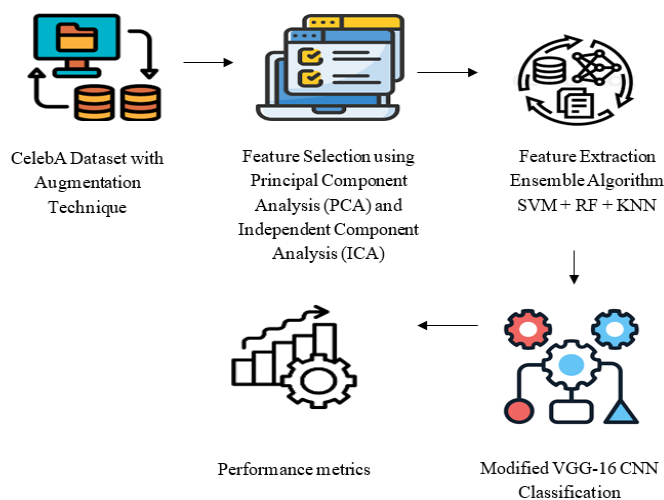 CelebA Dataset with
Augmentation
Technique
Feature Selection using
Principal Component
Analysis (PCA) and
Independent Component
Analysis (ICA)
Feature Extraction
Ensemble Algorithm
SVM + RF + KNN
Performance metrics
Modified VGG-16 CNN
Classification